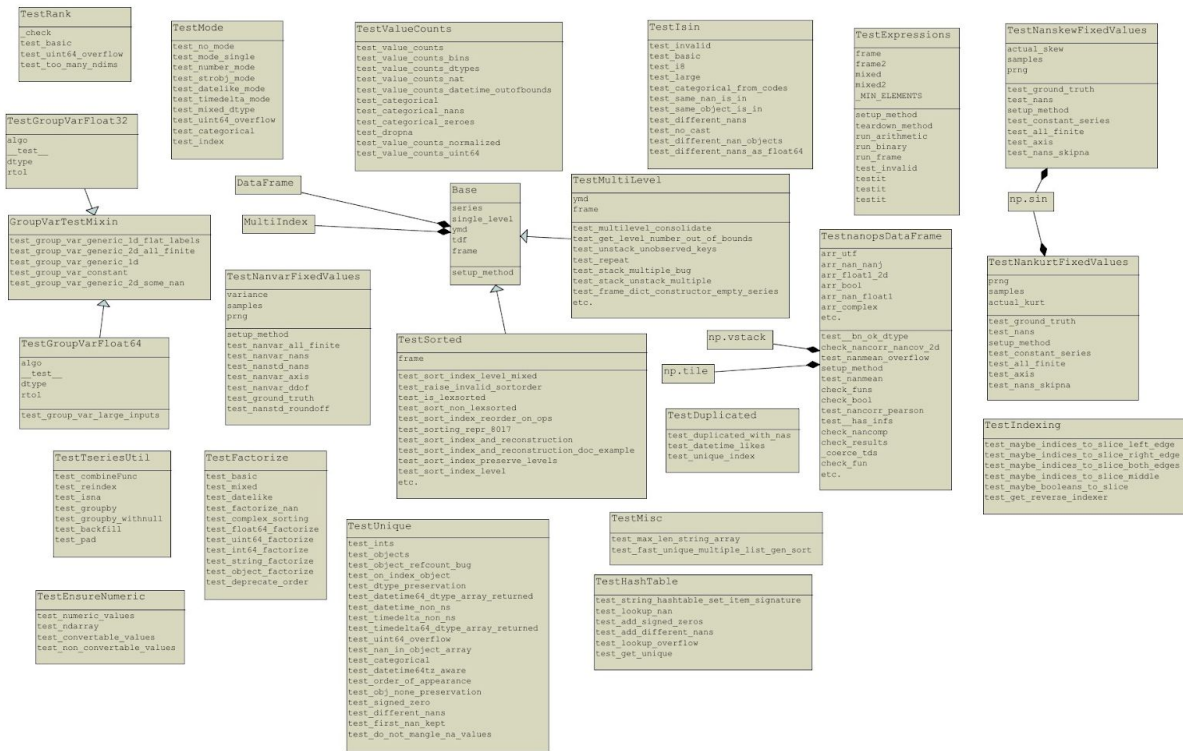 TestRank
_check
test_basic
test_uint64_overflow
test_too_many_ndims
TestMode
test_no_mode
test_mode_single
test_number_mode
test_strobj_mode
test_datelike_mode
test_timedelta_mode
test_mixed_dtype
test_uint64_overflow
test_categorical
test_index
TestValueCounts
test_value_counts
test_value_counts_bins
test_value_counts_dtypes
test_value_counts_nat
test_value_counts_datetime_outofbounds
test_categorical
test_categorical_nans
test_categorical_zeroes
test_dropna
test_value_counts_normalized
test_value_counts_uint64
TestIsin
test_invalid
test_basic
test_i8
test_large
test_categorical_from_codes
test_same_nan_is_in
test_same_object_is_in
test_different_nans
test_no_cast
test_different_nan_objects
test_different_nans_as_float64
TestExpressions
frame
frame2
mixed
mixed2
_MIN_ELEMENTS
setup_method
teardown_method
run_arithmetic
run_binary
run_frame
test_invalid
testit
testit
testit
TestNanskewFixedValues
actual_skew
samples
prng
test_ground_truth
test_nans
setup_method
test_constant_series
test_all_finite
test_axis
test_nans_skipna
TestGroupVarFloat32
algo
__test__
dtype
rtol
GroupVarTestMixin
test_group_var_generic_1d_flat_labels
test_group_var_generic_2d_all_finite
test_group_var_generic_1d
test_group_var_constant
test_group_var_generic_2d_some_nan
DataFrame
MultiIndex
Base
series
single_level
ymd
tdf
frame
setup_method
TestMultiLevel
ymd
frame
test_multilevel_consolidate
test_get_level_number_out_of_bounds
test_unstack_unobserved_keys
test_repeat
test_stack_multiple_bug
test_stack_unstack_multiple
test_frame_dict_constructor_empty_series
etc.
np.sin
TestnanopsDataFrame
arr_utf
arr_nan_nanj
arr_float1_2d
arr_bool
arr_nan_float1
arr_complex
etc.
test__bn_ok_dtype
check_nancorr_nancov_2d
test_nanmean_overflow
setup_method
test_nanmean
check_funs
check_bool
test_nancorr_pearson
test__has_infs
check_nancomp
check_results
_coerce_tds
check_fun
etc.
TestNankurtFixedValues
prng
samples
actual_kurt
test_ground_truth
test_nans
setup_method
test_constant_series
test_all_finite
test_axis
test_nans_skipna
TestNanvarFixedValues
variance
samples
prng
setup_method
test_nanvar_all_finite
test_nanvar_nans
test_nanstd_nans
test_nanvar_axis
test_nanvar_ddof
test_ground_truth
test_nanstd_roundoff
TestGroupVarFloat64
algo
__test__
dtype
rtol
test_group_var_large_inputs
TestSorted
frame
test_sort_index_level_mixed
test_raise_invalid_sortorder
test_is_lexsorted
test_sort_non_lexsorted
test_sort_index_reorder_on_ops
test_sorting_repr_8017
test_sort_index_and_reconstruction
test_sort_index_and_reconstruction_doc_example
test_sort_index_preserve_levels
test_sort_index_level
etc.
np.vstack
np.tile
TestDuplicated
test_duplicated_with_nas
test_datetime_likes
test_unique_index
TestIndexing
test_maybe_indices_to_slice_left_edge
test_maybe_indices_to_slice_right_edge
test_maybe_indices_to_slice_both_edges
test_maybe_indices_to_slice_middle
test_maybe_booleans_to_slice
test_get_reverse_indexer
TestTseriesUtil
test_combineFunc
test_reindex
test_isna
test_groupby
test_groupby_withnull
test_backfill
test_pad
TestFactorize
test_basic
test_mixed
test_datelike
test_factorize_nan
test_complex_sorting
test_float64_factorize
test_uint64_factorize
test_int64_factorize
test_string_factorize
test_object_factorize
test_deprecate_order
TestUnique
test_ints
test_objects
test_object_refcount_bug
test_on_index_object
test_dtype_preservation
test_datetime64_dtype_array_returned
test_datetime_non_ns
test_timedelta_non_ns
test_timedelta64_dtype_array_returned
test_uint64_overflow
test_nan_in_object_array
test_categorical
test_datetime64tz_aware
test_order_of_appearance
test_obj_none_preservation
test_signed_zero
test_different_nans
test_first_nan_kept
test_do_not_mangle_na_values
TestMisc
test_max_len_string_array
test_fast_unique_multiple_list_gen_sort
TestHashTable
test_string_hashtable_set_item_signature
test_lookup_nan
test_add_signed_zeros
test_add_different_nans
test_lookup_overflow
test_get_unique
TestEnsureNumeric
test_numeric_values
test_ndarray
test_convertable_values
test_non_convertable_values